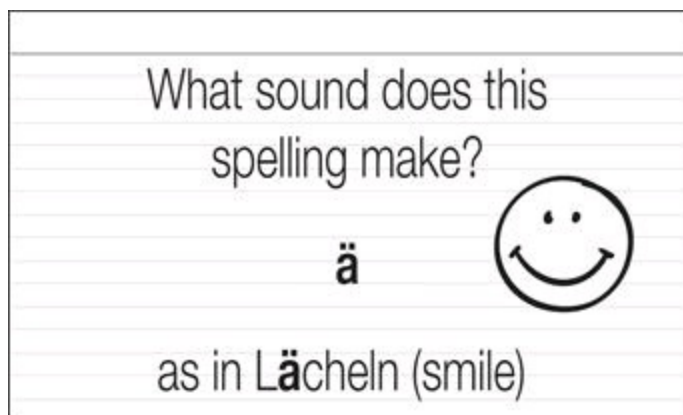 What sound does this
spelling make?
ä
as in Lächeln (smile)